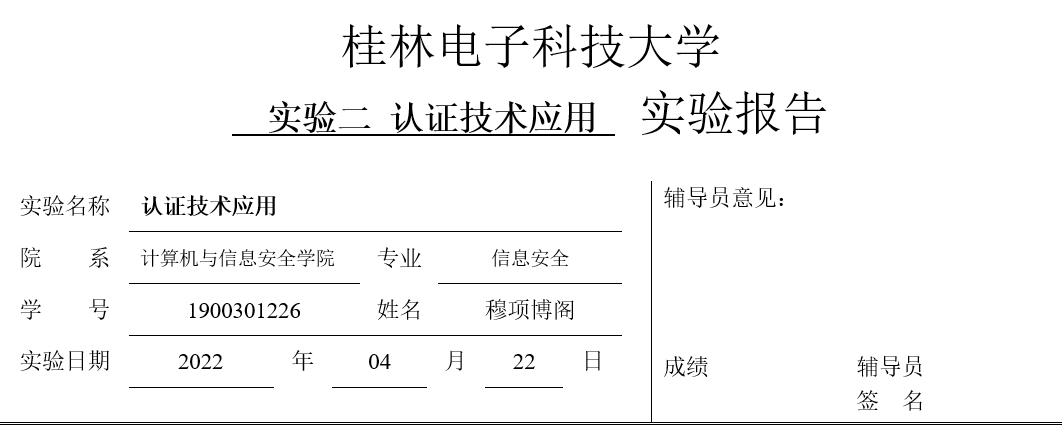 桂林电子科技大学
实验二 认证技术应用 实验报告
实验名称 认证技术应用
辅导员意见：
院 系 计算机与信息安全学院 专业 信息安全
学 号 1900301226 姓名 穆项博阁
实验日期 2022 年 04 月 22 日
成绩 辅导员
签 名